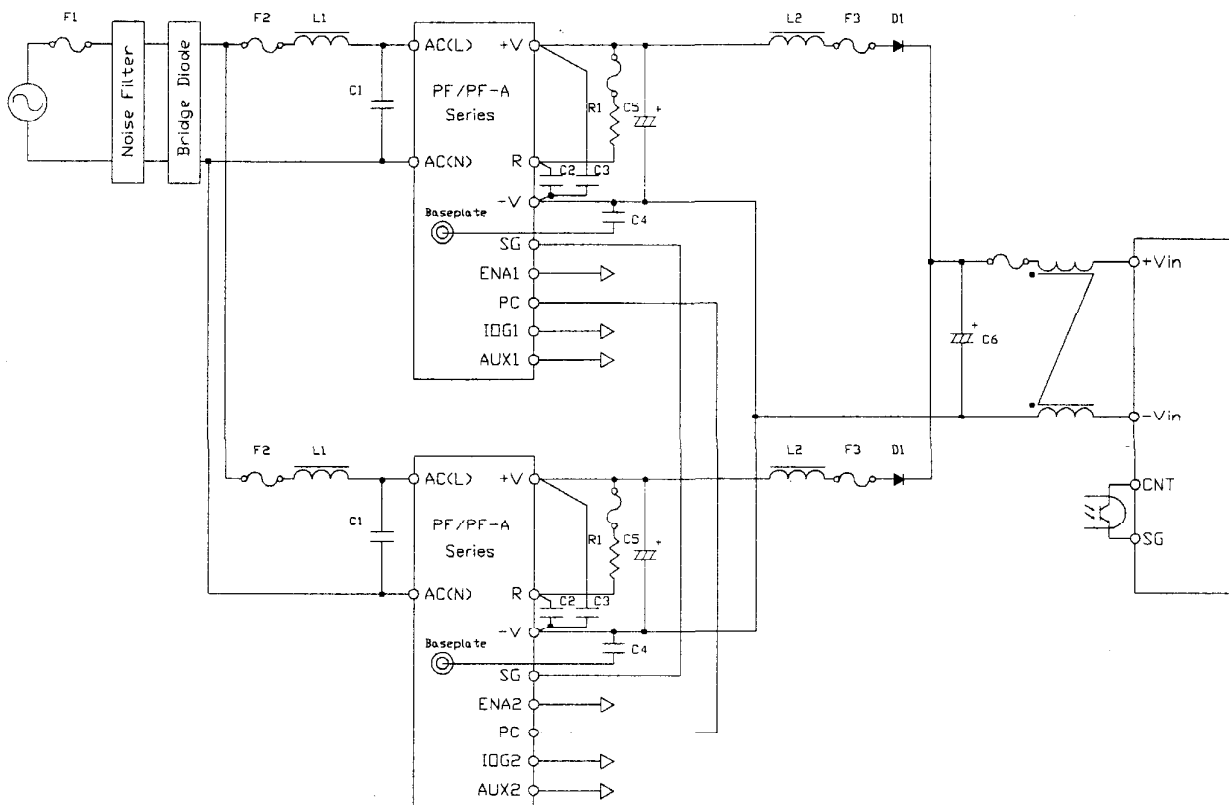 F1
Noise Filter
Bridge Diode
F2
L1
C1
AC(L)
+V
PF/PF-A
Series
AC(N)
R
-V
Baseplate
SG
ENA1
PC
IOG1
AUX1
R1
C5
+
C2
C3
C4
L2
F3
D1
+
C6
+Vin
-Vin
CNT
SG
F2
L1
C1
AC(L)
+V
PF/PF-A
Series
AC(N)
R
-V
Baseplate
SG
ENA2
PC
IOG2
AUX2
R1
C5
+
C2
C3
C4
L2
F3
D1